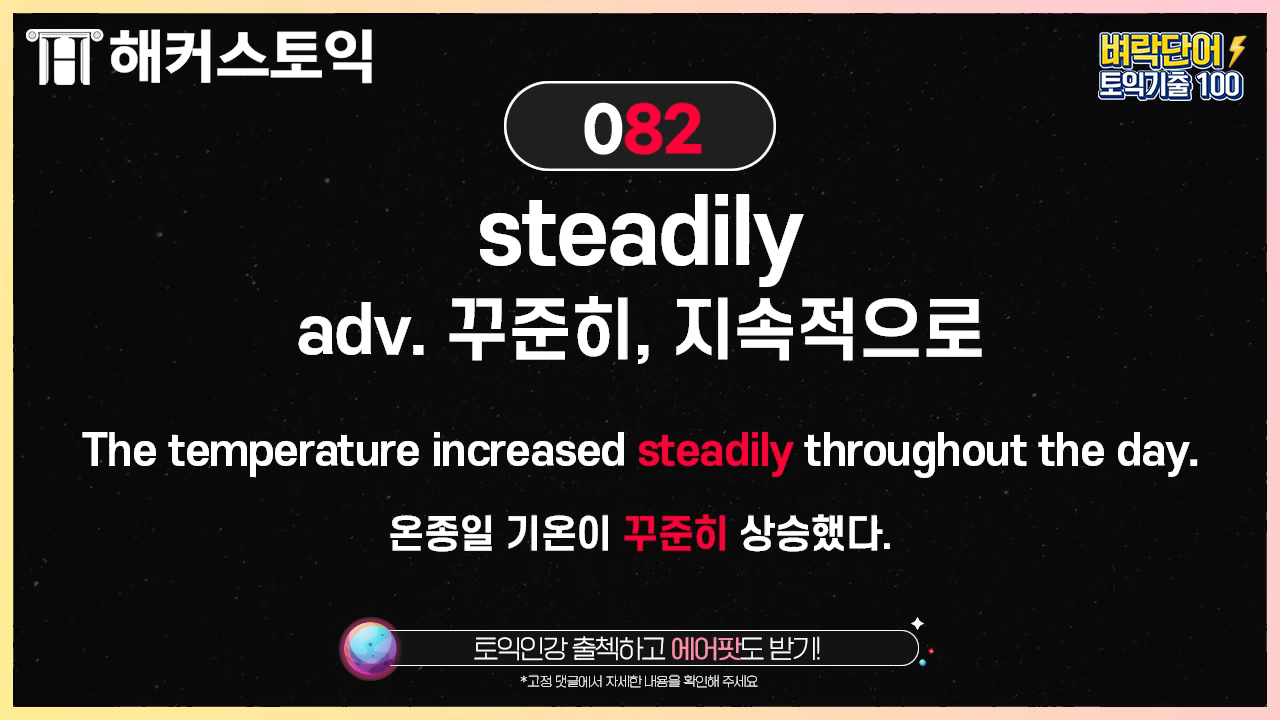 해커스토익
벼락단어
토익기출 100
082
steadily
adv. 꾸준히, 지속적으로
The temperature increased steadily throughout the day.
온종일 기온이 꾸준히 상승했다.
토익인강 출첵하고 에어팟도 받기!
*고정 댓글에서 자세한 내용을 확인해 주세요